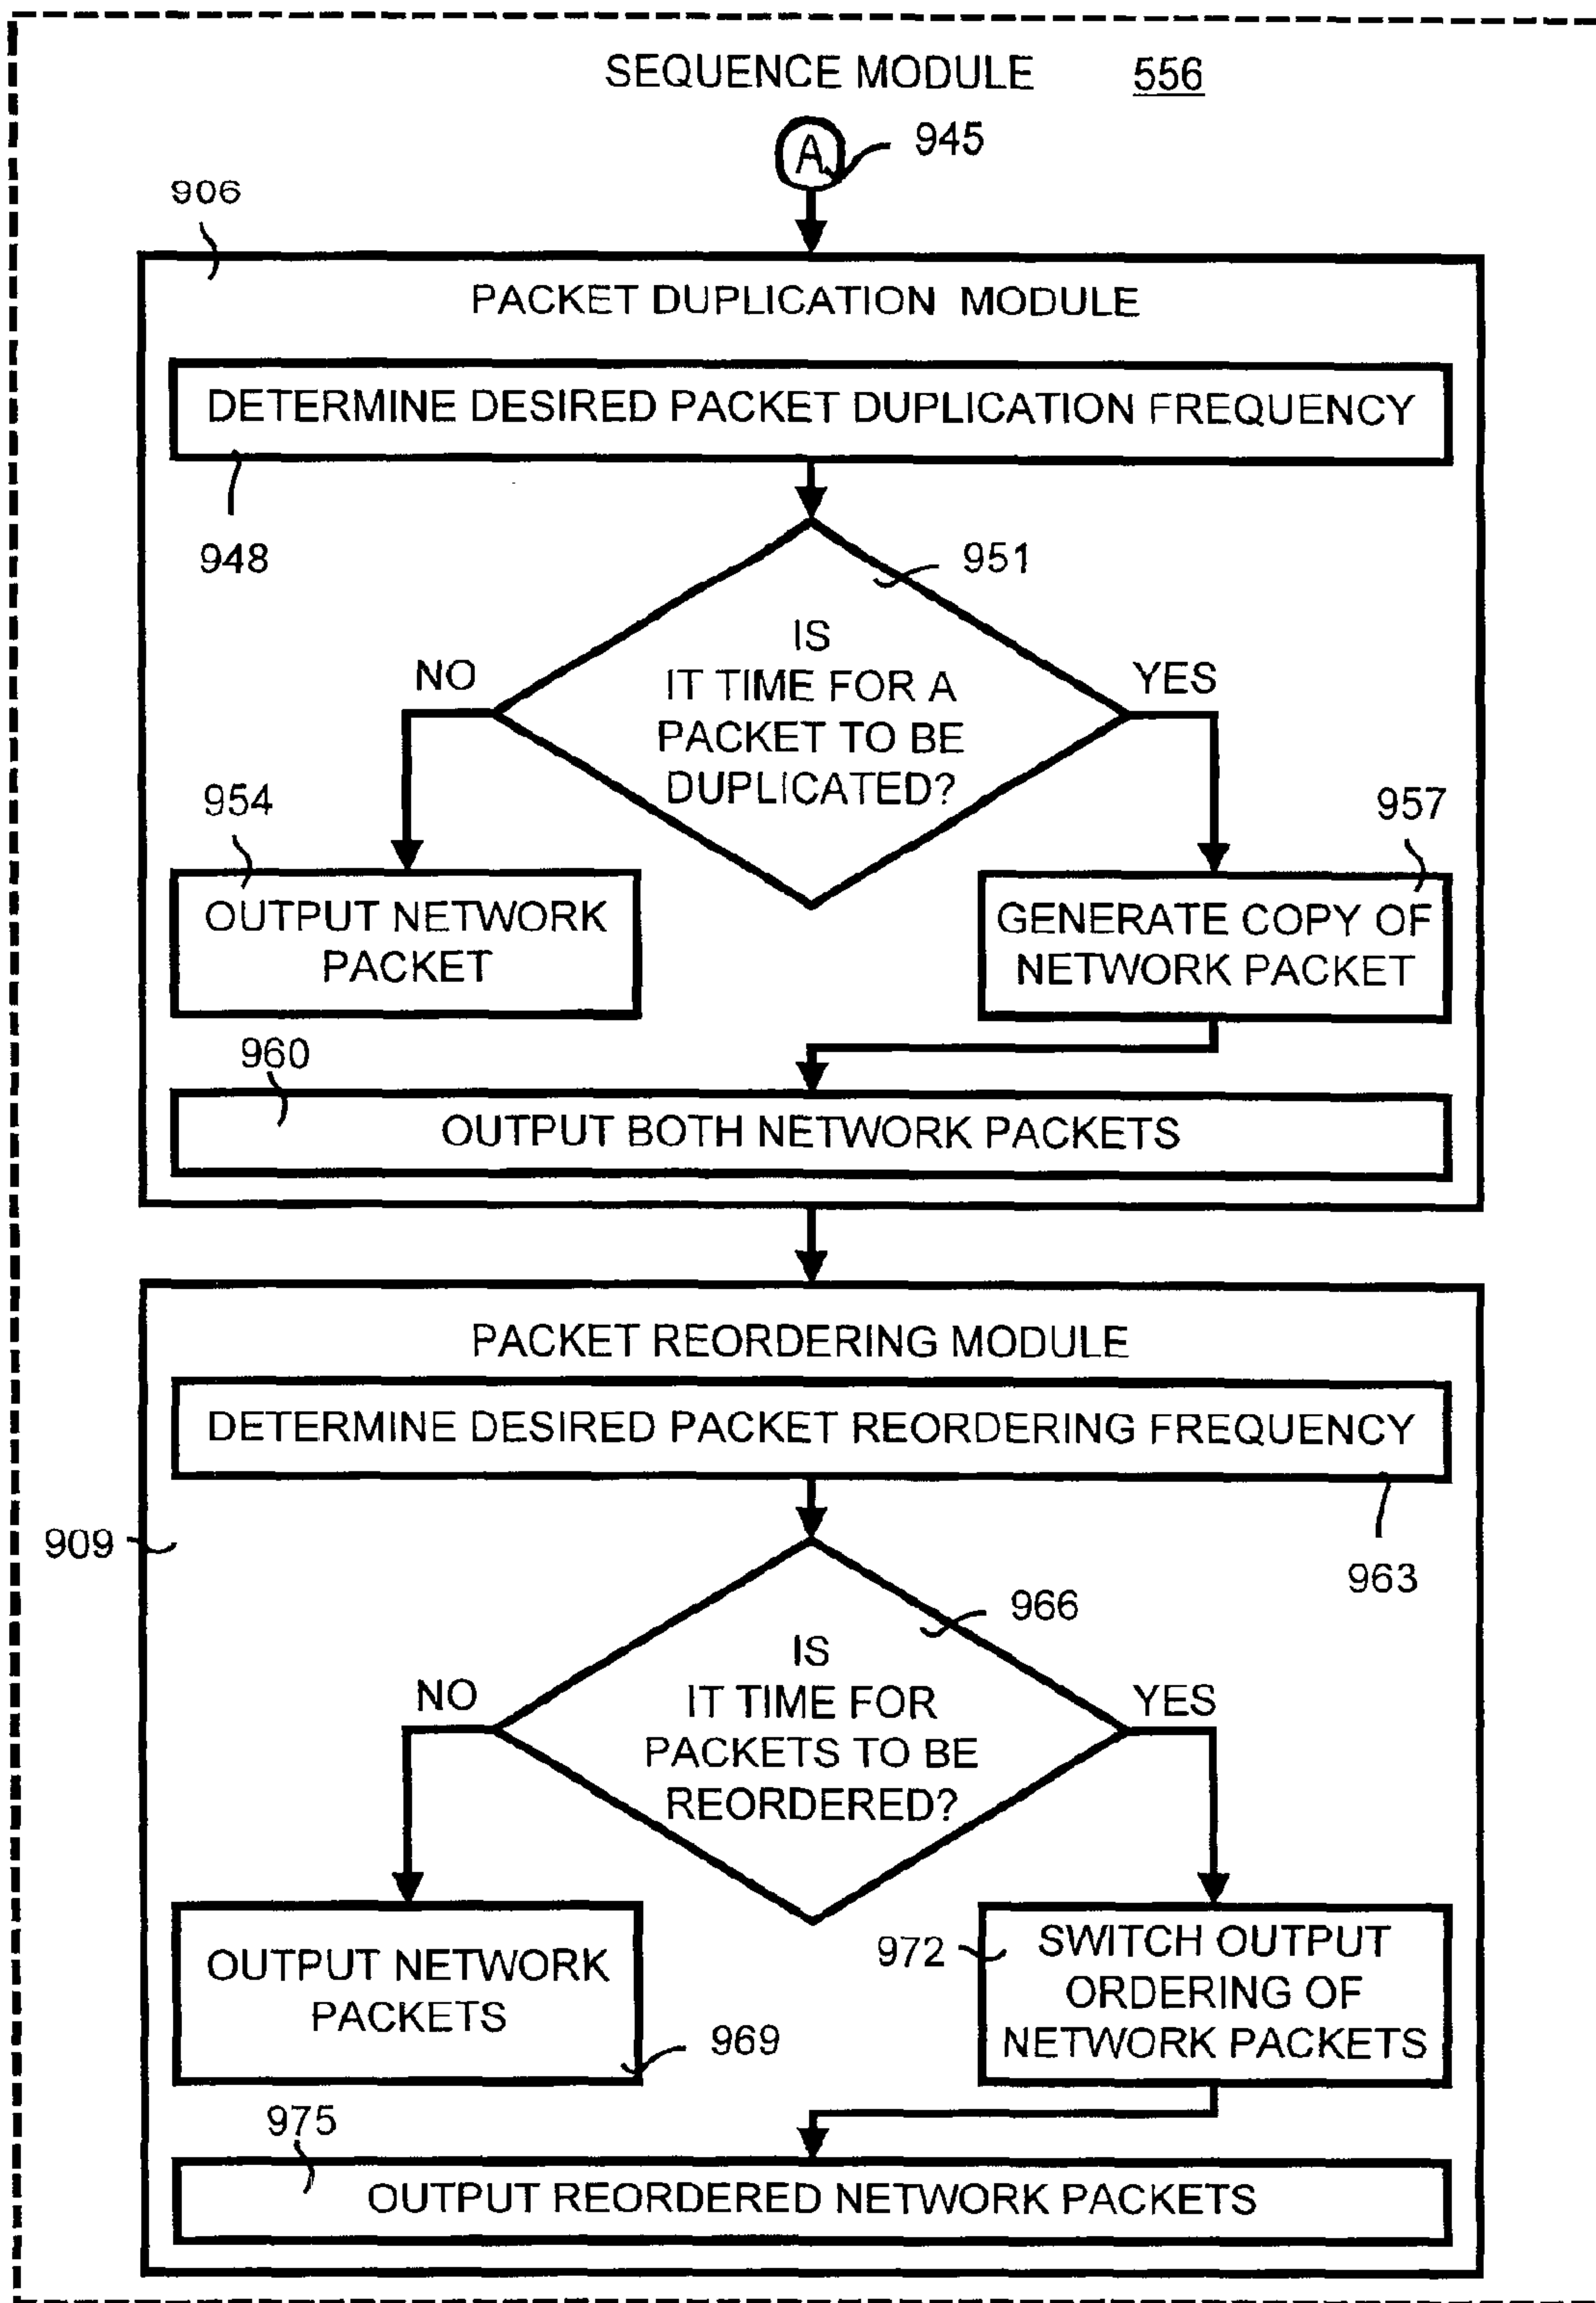 SEQUENCE MODULE 556
A 945
906
PACKET DUPLICATION MODULE
DETERMINE DESIRED PACKET DUPLICATION FREQUENCY
948
951
IS
IT TIME FOR A
PACKET TO BE
DUPLICATED?
NO
YES
954
957
OUTPUT NETWORK
PACKET
GENERATE COPY OF
NETWORK PACKET
960
OUTPUT BOTH NETWORK PACKETS
PACKET REORDERING MODULE
DETERMINE DESIRED PACKET REORDERING FREQUENCY
909
963
966
IS
IT TIME FOR
PACKETS TO BE
REORDERED?
NO
YES
OUTPUT NETWORK
PACKETS
969
972
SWITCH OUTPUT
ORDERING OF
NETWORK PACKETS
975
OUTPUT REORDERED NETWORK PACKETS